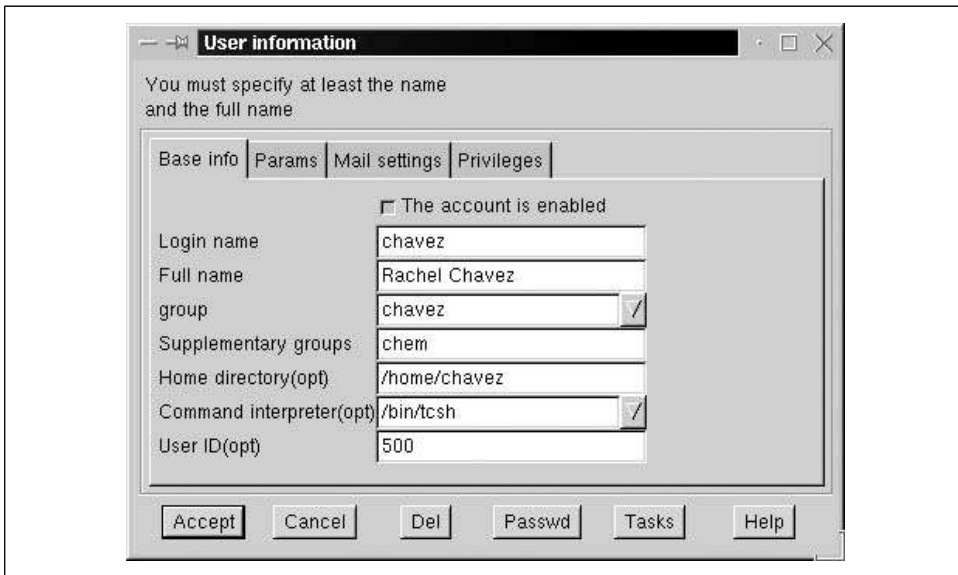 User information
You must specify at least the name
and the full name
Base info Params Mail settings Privileges
The account is enabled
Login name chavez
Full name Rachel Chavez
group chavez
Supplementary groups chem
Home directory(opt) /home/chavez
Command interpreter(opt) /bin/tcsh
User ID(opt) 500
Accept Cancel Del Passwd Tasks Help